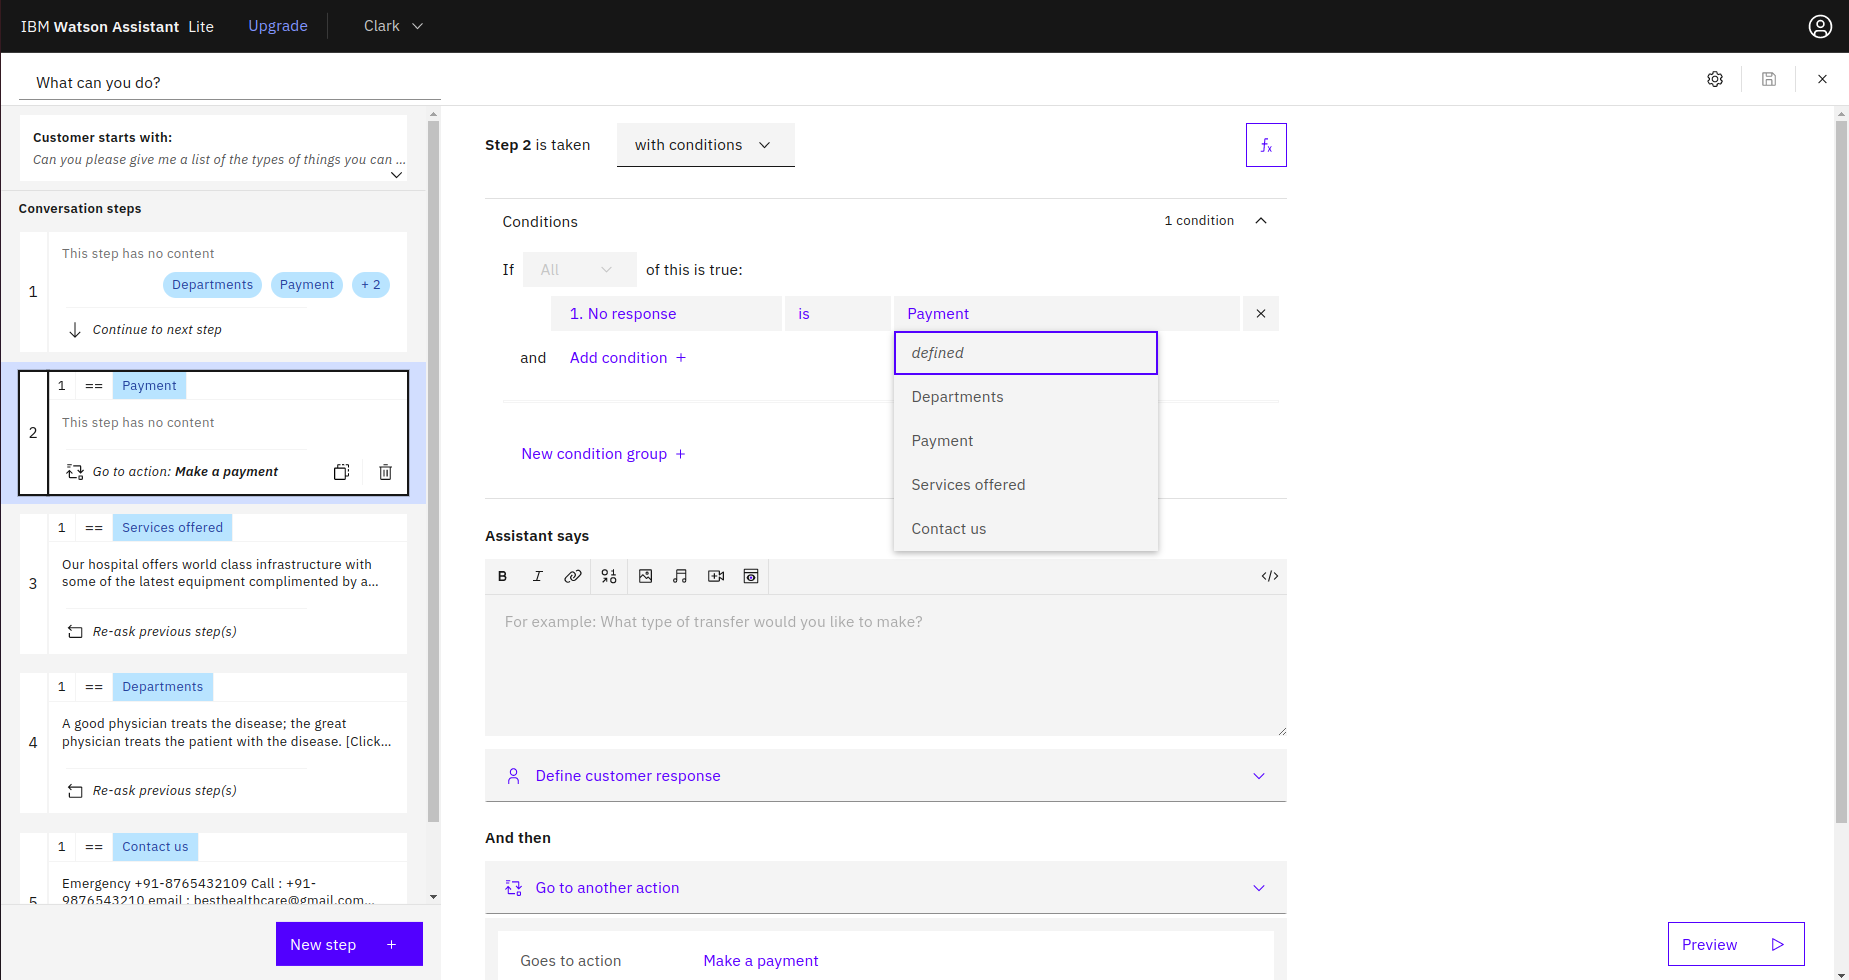 IBM Watson Assistant Lite
Upgrade
Clark
What can you do?
Customer starts with:
Can you please give me a list of the types of things you can ...
Conversation steps
1
This step has no content
Departments
Payment
+ 2
Continue to next step
2
1 == Payment
This step has no content
Go to action: Make a payment
3
1 == Services offered
Our hospital offers world class infrastructure with
some of the latest equipment complimented by a...
Re-ask previous step(s)
4
1 == Departments
A good physician treats the disease; the great
physician treats the patient with the disease. [Click...
Re-ask previous step(s)
5
1 == Contact us
Emergency +91-8765432109 Call : +91-
9876543210 email : besthealthcare@gmail.com...
New step +
Step 2 is taken
with conditions
fx
Conditions
1 condition
If
All
of this is true:
1. No response
is
Payment
and
Add condition +
defined
Departments
Payment
Services offered
Contact us
New condition group +
Assistant says
B
I
</>
For example: What type of transfer would you like to make?
Define customer response
And then
Go to another action
Goes to action
Make a payment
Preview